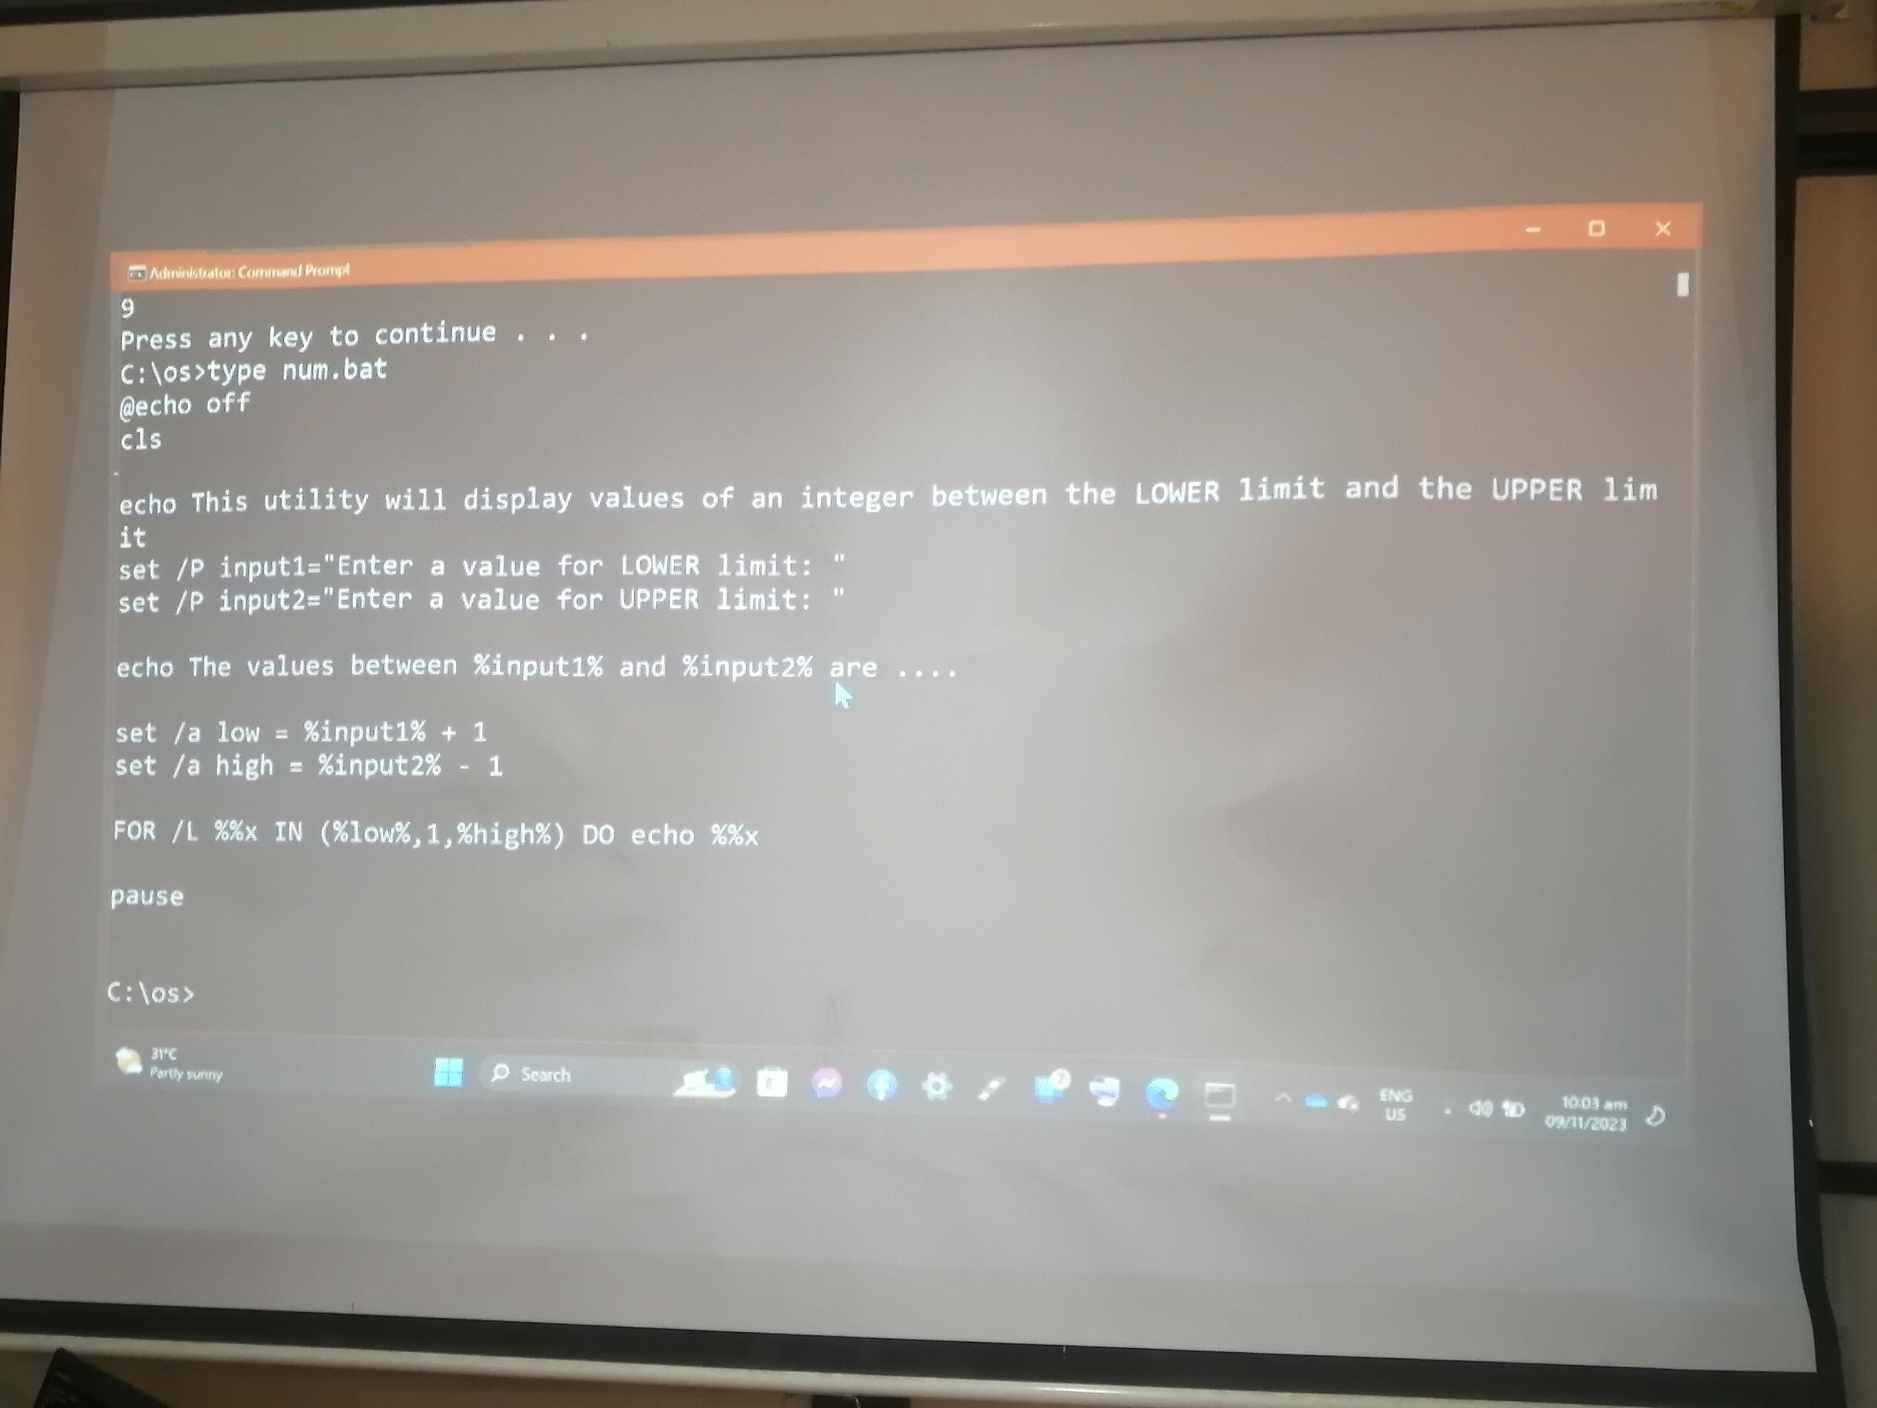 Administrator: Command Prompt
9
Press any key to continue . . .
C:\os>type num.bat
@echo off
cls
echo This utility will display values of an integer between the LOWER limit and the UPPER lim
it
set /P input1="Enter a value for LOWER limit: "
set /P input2="Enter a value for UPPER limit: "
echo The values between %input1% and %input2% are ....
set /a low = %input1% + 1
set /a high = %input2% - 1
FOR /L %%x IN (%low%,1,%high%) DO echo %%x
pause
C:\os>
31°C
Partly sunny
Search
ENG
US
10:03 am
09/11/2023